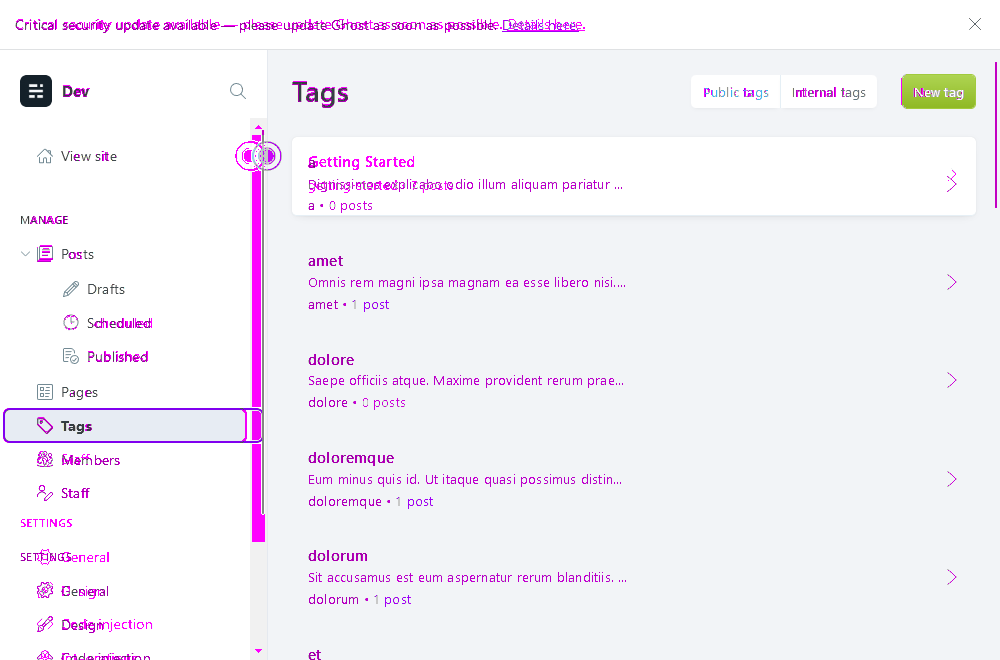 Critical security update available — please update Ghost as soon as possible. Details here.
Dev
View site
MANAGE
Posts
Drafts
Scheduled
Published
Pages
Tags
Members
Staff
SETTINGS
General
Design
Code injection
Tags
Public tags
Internal tags
New tag
Getting Started
Dignissimos explicabo odio illum aliquam pariatur ...
a • 0 posts
amet
Omnis rem magni ipsa magnam ea esse libero nisi....
amet • 1 post
dolore
Saepe officiis atque. Maxime provident rerum prae...
dolore • 0 posts
doloremque
Eum minus quis id. Ut itaque quasi possimus distin...
doloremque • 1 post
dolorum
Sit accusamus est eum aspernatur rerum blanditiis. ...
dolorum • 1 post
et